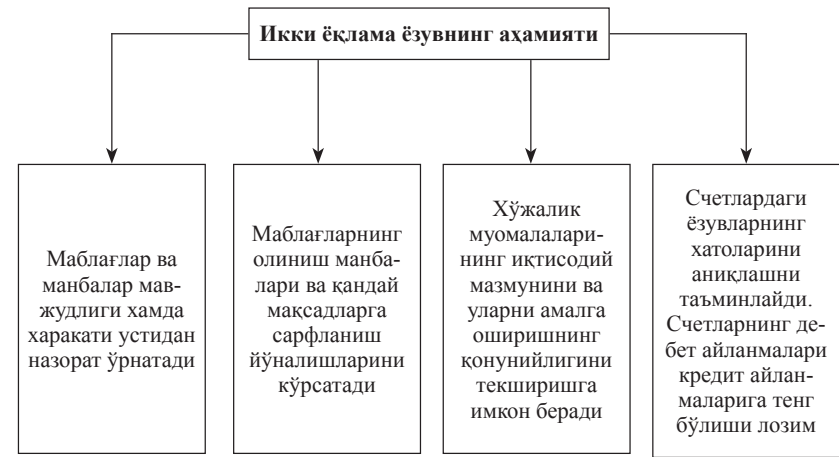 Икки ёқлама ёзувнинг аҳамияти
Маблағлар ва
манбалар мав-
жудлиги хамда
харакати устидан
назорат ўрнатади
Маблағларнинг
олиниш манба-
лари ва қандай
мақсадларга
сарфланиш
йўналишларини
кўрсатади
Хўжалик
муомалалари-
нинг иқтисодий
мазмунини ва
уларни амалга
оширишнинг
қонунийлигини
текширишга
имкон беради
Счетлардаги
ёзувларнинг
хатоларини
аниқлашни
таъминлайди.
Счетларнинг де-
бет айланмалари
кредит айлан-
маларига тенг
бўлиши лозим